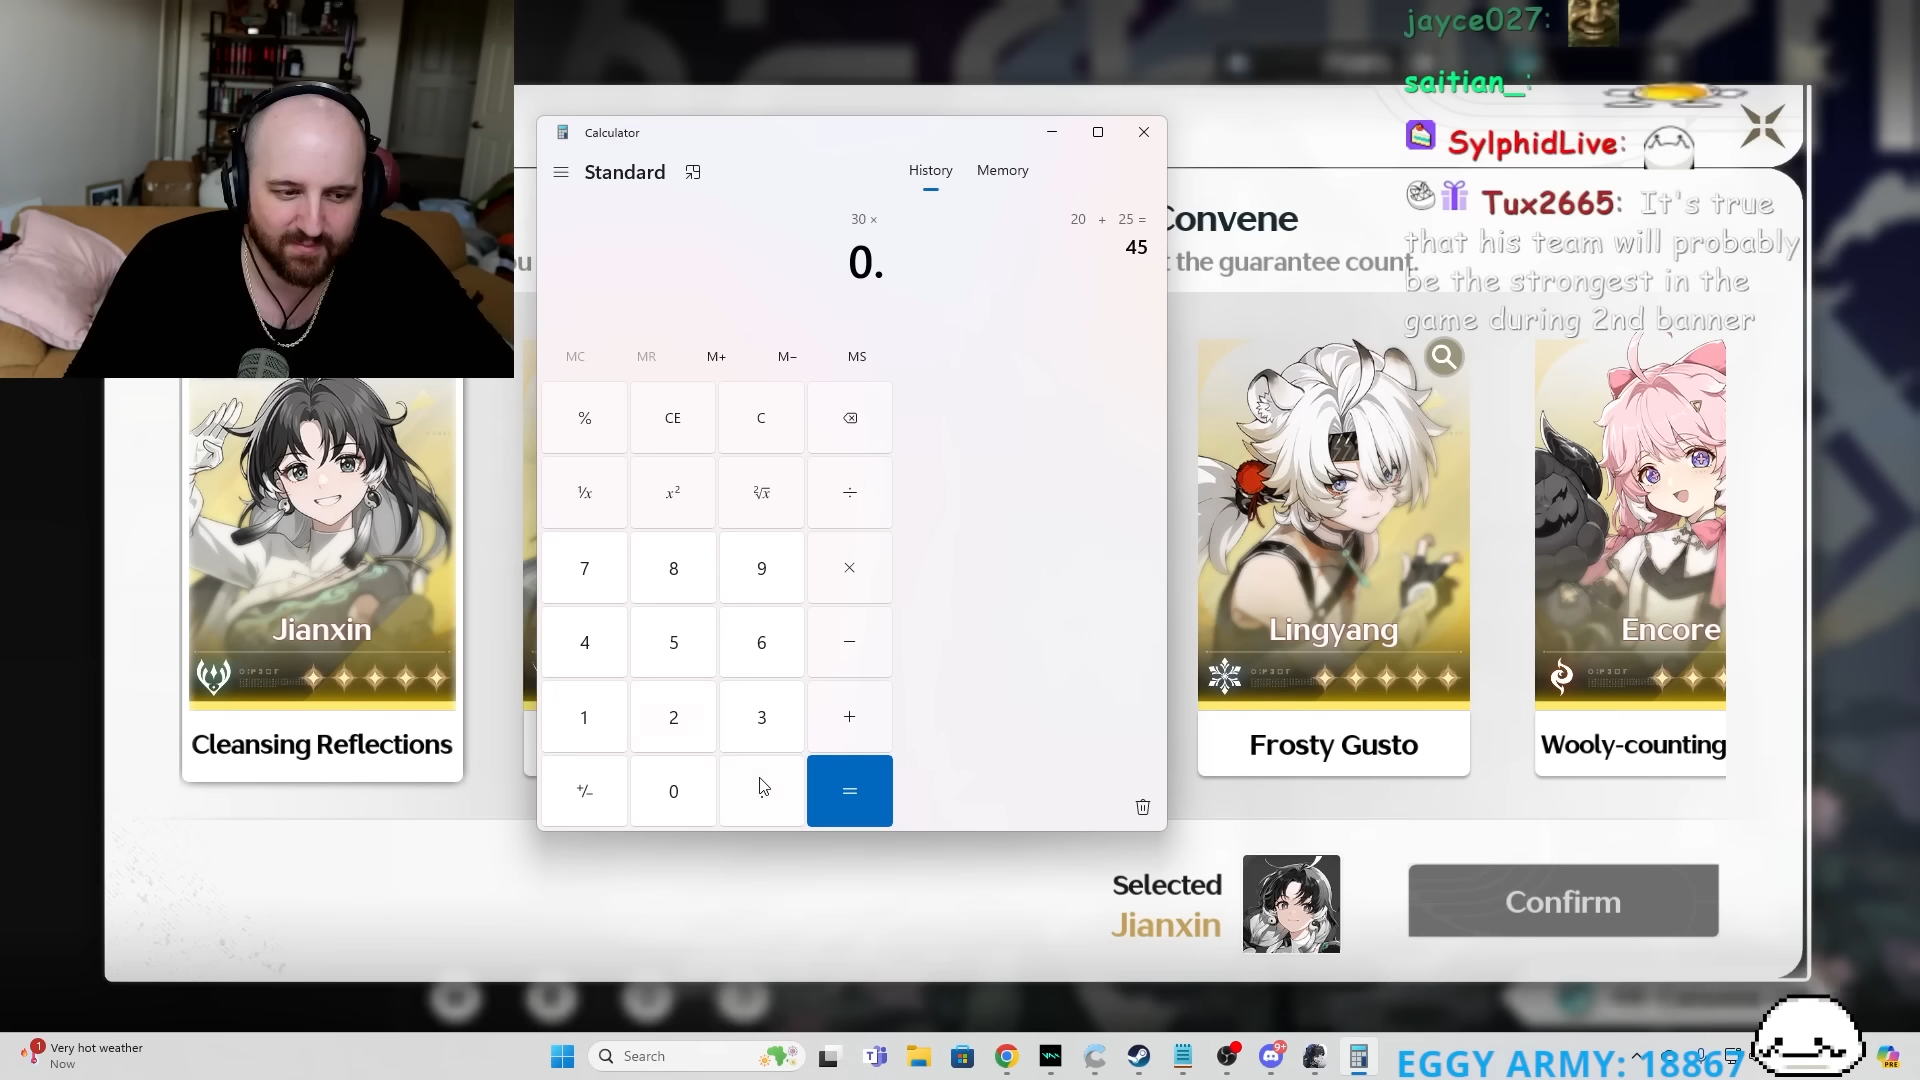 jayce027:
saitian_:
SylphidLive:
Tux2665: It's true
that his team will probably
be the strongest in the
game during 2nd banner
Calculator
Standard
History
Memory
30 ×
0.
20 + 25 =
45
MC
MR
M+
M−
MS
%
CE
C
¹/x
x²
²√x
÷
7
8
9
×
4
5
6
−
1
2
3
+
+/−
0
.
=
Convene
t the guarantee count.
Jianxin
Cleansing Reflections
Lingyang
Frosty Gusto
Encore
Wooly-counting
Selected
Jianxin
Confirm
1
Very hot weather
Now
Search
9+
PRE
EGGY ARMY: 18867